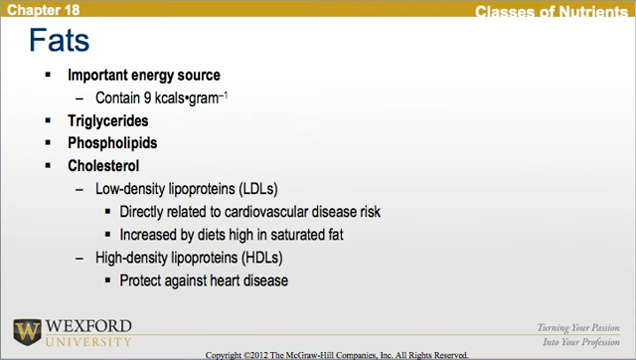 Chapter 18
Classes of Nutrients
Fats
▪ Important energy source
– Contain 9 kcals•gram⁻¹
▪ Triglycerides
▪ Phospholipids
▪ Cholesterol
– Low-density lipoproteins (LDLs)
▪ Directly related to cardiovascular disease risk
▪ Increased by diets high in saturated fat
– High-density lipoproteins (HDLs)
▪ Protect against heart disease
W
WEXFORD
UNIVERSITY
Turning Your Passion
Into Your Profession
Copyright ©2012 The McGraw-Hill Companies, Inc. All Rights Reserved.